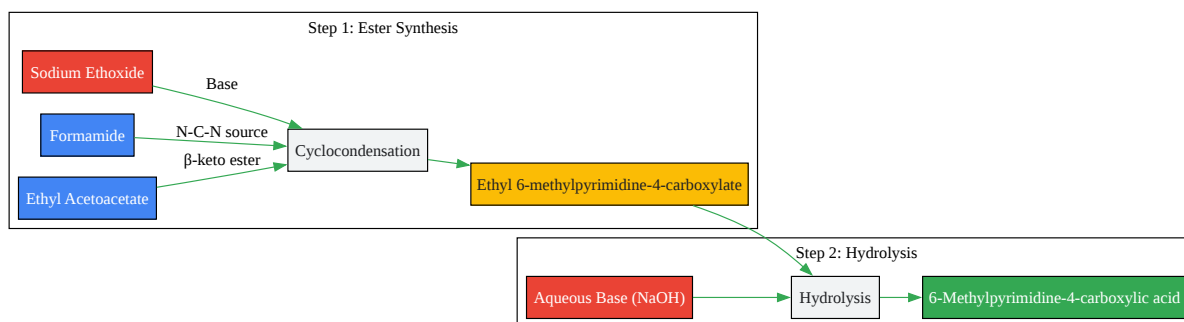 Step 1: Ester Synthesis
Sodium Ethoxide
Base
Formamide
N-C-N source
Cyclocondensation
β-keto ester
Ethyl Acetoacetate
Ethyl 6-methylpyrimidine-4-carboxylate
Step 2: Hydrolysis
Aqueous Base (NaOH)
Hydrolysis
6-Methylpyrimidine-4-carboxylic acid